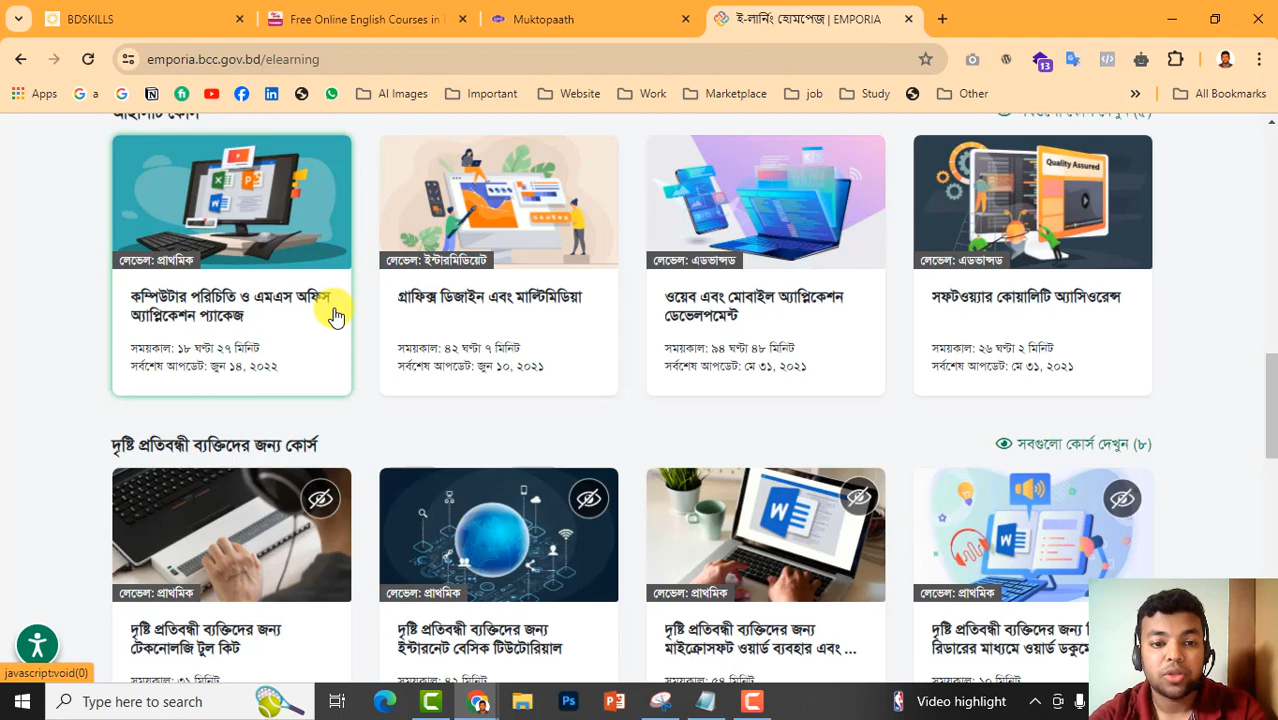 BDSKILLS
Free Online English Courses in
Muktopaath
ই-লার্নিং হোমপেজ | EMPORIA
emporia.bcc.gov.bd/elearning
13
Apps
a
AI Images
Important
Website
Work
Marketplace
job
Study
Other
All Bookmarks
লেভেল: প্রাথমিক
কম্পিউটার পরিচিতি ও এমএস অফিস
অ্যাপ্লিকেশন প্যাকেজ
সময়কাল: ১৮ ঘণ্টা ২৭ মিনিট
সর্বশেষ আপডেট: জুন ১৪, ২০২২
লেভেল: ইন্টারমিডিয়েট
গ্রাফিক্স ডিজাইন এবং মাল্টিমিডিয়া
সময়কাল: ৪২ ঘণ্টা ৭ মিনিট
সর্বশেষ আপডেট: জুন ১০, ২০২১
লেভেল: এডভান্সড
ওয়েব এবং মোবাইল অ্যাপ্লিকেশন
ডেভেলপমেন্ট
সময়কাল: ৯৪ ঘণ্টা ৪৮ মিনিট
সর্বশেষ আপডেট: মে ৩১, ২০২১
Quality Assured
লেভেল: এডভান্সড
সফটওয়্যার কোয়ালিটি অ্যাসিওরেন্স
সময়কাল: ২৬ ঘণ্টা ২ মিনিট
সর্বশেষ আপডেট: মে ৩১, ২০২১
দৃষ্টি প্রতিবন্ধী ব্যক্তিদের জন্য কোর্স
সবগুলো কোর্স দেখুন (৮)
লেভেল: প্রাথমিক
দৃষ্টি প্রতিবন্ধী ব্যক্তিদের জন্য
টেকনোলজি টুল কিট
লেভেল: প্রাথমিক
দৃষ্টি প্রতিবন্ধী ব্যক্তিদের জন্য
ইন্টারনেট বেসিক টিউটোরিয়াল
লেভেল: প্রাথমিক
দৃষ্টি প্রতিবন্ধী ব্যক্তিদের জন্য
মাইক্রোসফট ওয়ার্ড ব্যবহার এবং ...
লেভেল: প্রাথমিক
দৃষ্টি প্রতিবন্ধী ব্যক্তিদের জন্য
রিডারের মাধ্যমে ওয়ার্ড
javascript:void(0)
Type here to search
Video highlight